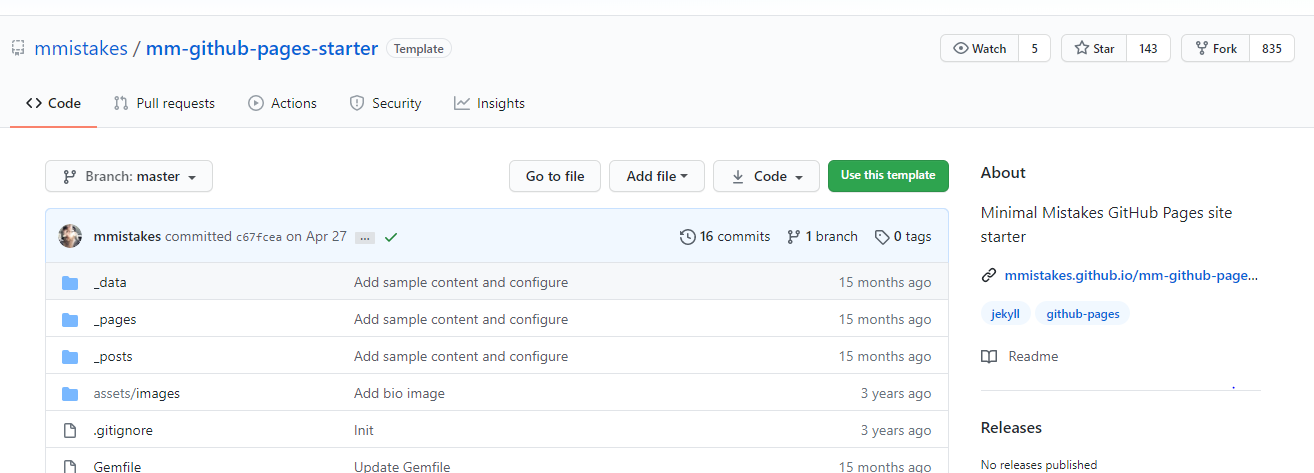 mmistakes / mm-github-pages-starter Template Watch 5 Star 143 Fork 835
Code Pull requests Actions Security Insights
Branch: master Go to file Add file Code Use this template
mmistakes committed c67fcea on Apr 27 ... 16 commits 1 branch 0 tags
_data Add sample content and configure 15 months ago
_pages Add sample content and configure 15 months ago
_posts Add sample content and configure 15 months ago
assets/images Add bio image 3 years ago
.gitignore Init 3 years ago
Gemfile Update Gemfile 15 months ago
About
Minimal Mistakes GitHub Pages site
starter
mmistakes.github.io/mm-github-page...
jekyll github-pages
Readme
Releases
No releases published